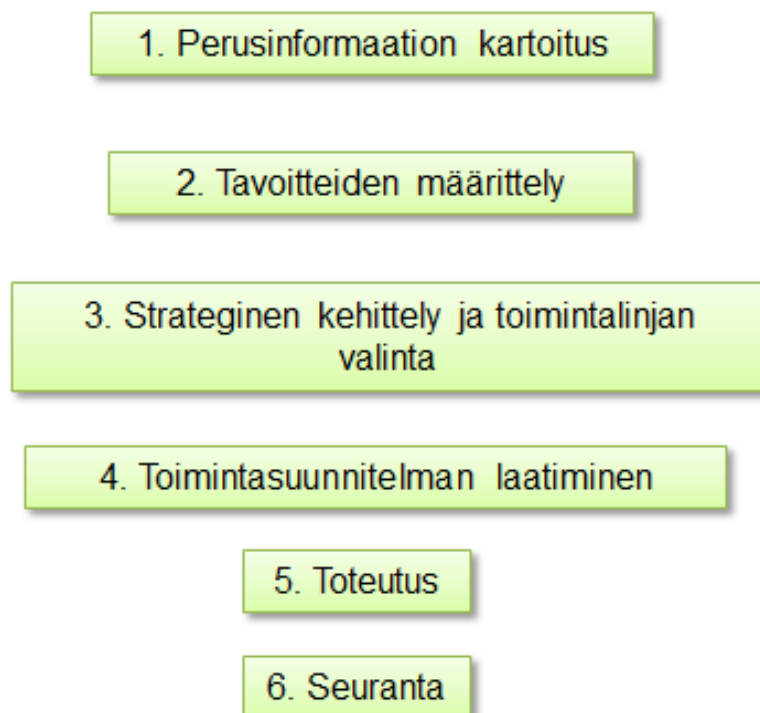 1. Perusinformaation kartoitus
2. Tavoitteiden määrittely
3. Strateginen kehittely ja toimintalinjan
valinta
4. Toimintasuunnitelman laatiminen
5. Toteutus
6. Seuranta